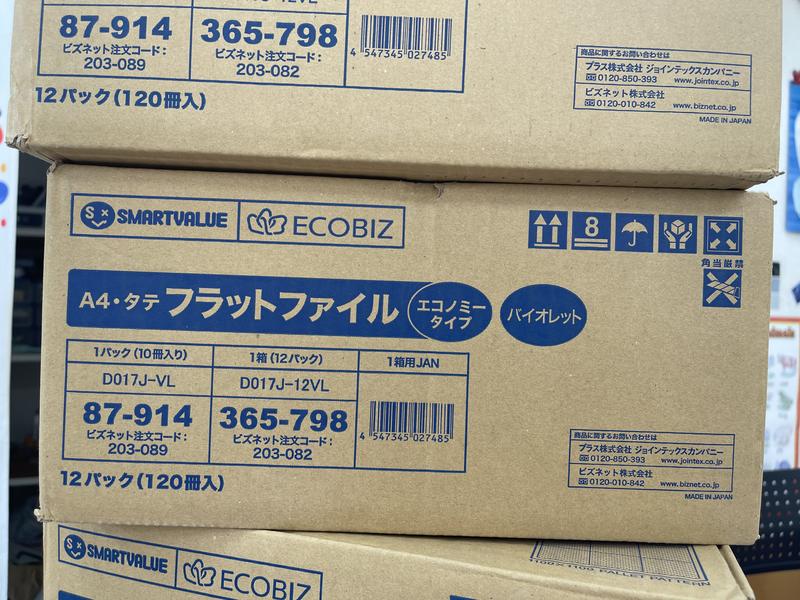 87-914
365-798
ビズネット注文コード:
203-089
ビズネット注文コード:
203-082
4 547345 027485
12パック(120冊入)
商品に関するお問い合わせは
プラス株式会社 ジョインテックスカンパニー
0120-850-393 www.jointex.co.jp
ビズネット株式会社
0120-010-842 www.biznet.co.jp
MADE IN JAPAN
SMARTVALUE
ECOBIZ
8
角当厳禁
A4・タテ フラットファイル
エコノミー
タイプ
バイオレット
1パック(10冊入り)
1箱(12パック)
1箱用JAN
D017J-VL
D017J-12VL
87-914
365-798
ビズネット注文コード:
203-089
ビズネット注文コード:
203-082
4 547345 027485
12パック(120冊入)
商品に関するお問い合わせは
プラス株式会社 ジョインテックスカンパニー
0120-850-393 www.jointex.co.jp
ビズネット株式会社
0120-010-842 www.biznet.co.jp
MADE IN JAPAN
SMARTVALUE
ECOBIZ
1100×1100 PALLET PATTERN